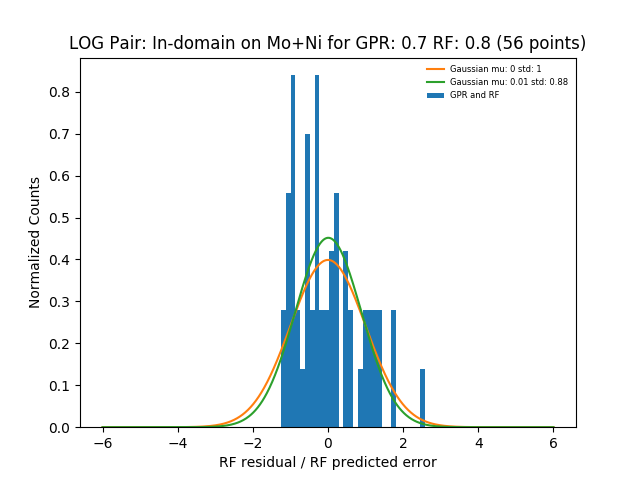 LOG Pair: In-domain on Mo+Ni for GPR: 0.7 RF: 0.8 (56 points)
Gaussian mu: 0 std: 1
Gaussian mu: 0.01 std: 0.88
GPR and RF
Normalized Counts
0.8
0.7
0.6
0.5
0.4
0.3
0.2
0.1
0.0
−6 −4 −2 0 2 4 6
RF residual / RF predicted error